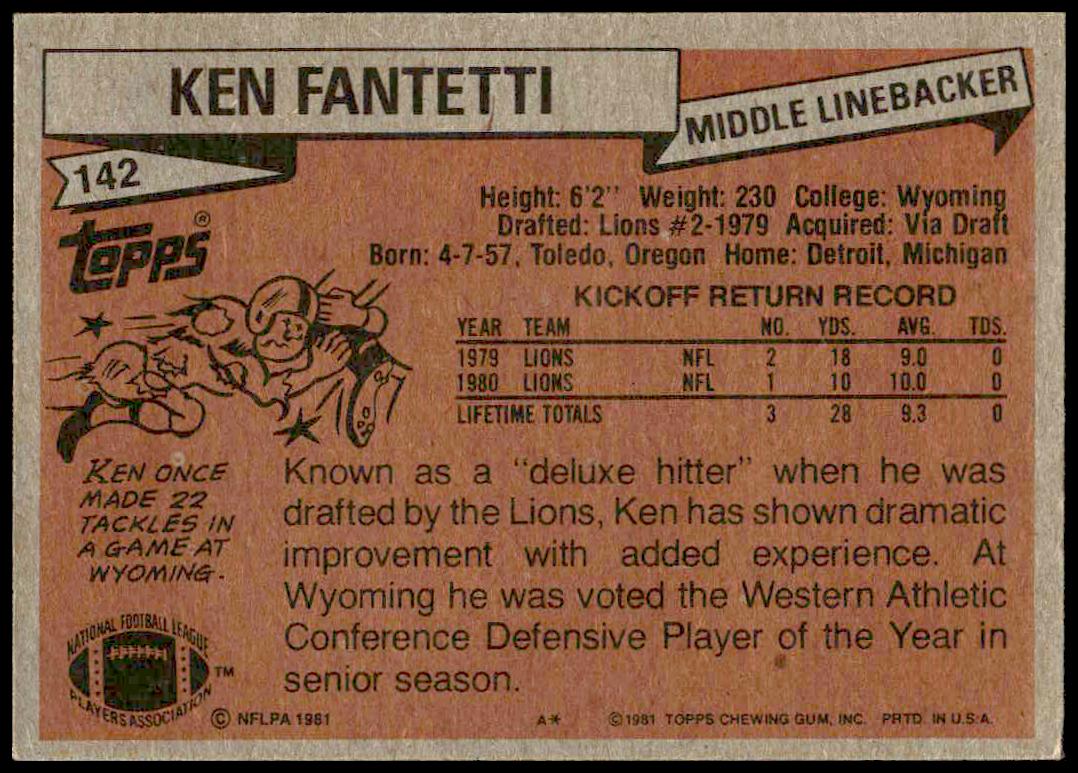 KEN FANTETTI
MIDDLE LINEBACKER
142
TOPPS®
Height: 6'2" Weight: 230 College: Wyoming
Drafted: Lions #2-1979 Acquired: Via Draft
Born: 4-7-57, Toledo, Oregon Home: Detroit, Michigan
KICKOFF RETURN RECORD
YEAR TEAM NO. YDS. AVG. TDS.
1979 LIONS NFL 2 18 9.0 0
1980 LIONS NFL 1 10 10.0 0
LIFETIME TOTALS 3 28 9.3 0
KEN ONCE
MADE 22
TACKLES IN
A GAME AT
WYOMING.
Known as a "deluxe hitter" when he was
drafted by the Lions, Ken has shown dramatic
improvement with added experience. At
Wyoming he was voted the Western Athletic
Conference Defensive Player of the Year in
senior season.
NATIONAL FOOTBALL LEAGUE
PLAYERS ASSOCIATION
TM
© NFLPA 1981
A*
©1981 TOPPS CHEWING GUM, INC. PRTD. IN U.S.A.